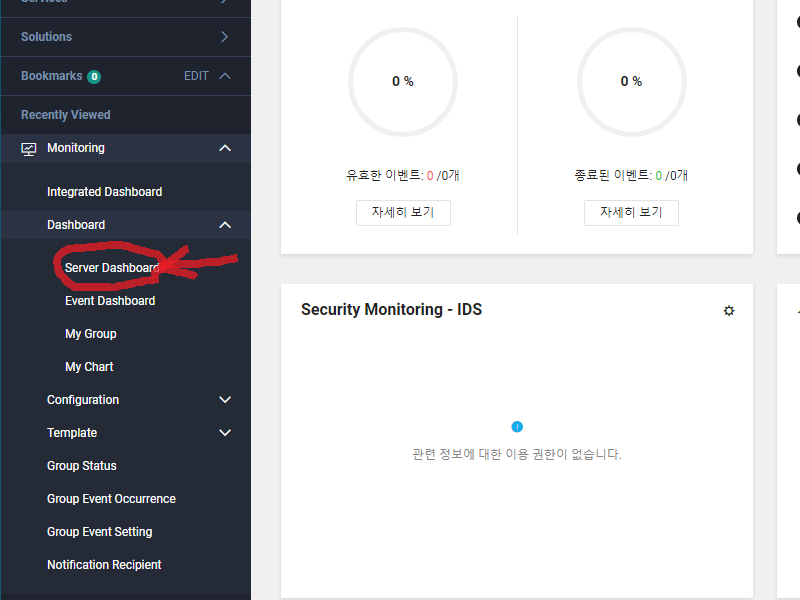 Services
Solutions
Bookmarks 0 EDIT
Recently Viewed
Monitoring
Integrated Dashboard
Dashboard
Server Dashboard
Event Dashboard
My Group
My Chart
Configuration
Template
Group Status
Group Event Occurrence
Group Event Setting
Notification Recipient
0 %
유효한 이벤트: 0 /0개
자세히 보기
0 %
종료된 이벤트: 0 /0개
자세히 보기
Security Monitoring - IDS
관련 정보에 대한 이용 권한이 없습니다.